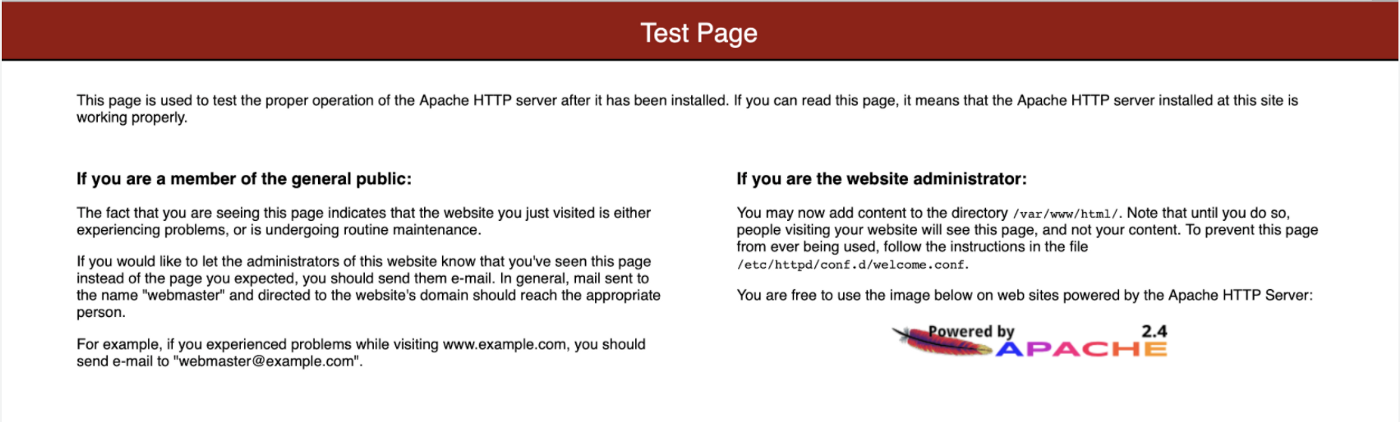 Test Page
This page is used to test the proper operation of the Apache HTTP server after it has been installed. If you can read this page, it means that the Apache HTTP server installed at this site is
working properly.
If you are a member of the general public:
The fact that you are seeing this page indicates that the website you just visited is either
experiencing problems, or is undergoing routine maintenance.
If you would like to let the administrators of this website know that you've seen this page
instead of the page you expected, you should send them e-mail. In general, mail sent to
the name "webmaster" and directed to the website's domain should reach the appropriate
person.
For example, if you experienced problems while visiting www.example.com, you should
send e-mail to "webmaster@example.com".
If you are the website administrator:
You may now add content to the directory /var/www/html/. Note that until you do so,
people visiting your website will see this page, and not your content. To prevent this page
from ever being used, follow the instructions in the file
/etc/httpd/conf.d/welcome.conf.
You are free to use the image below on web sites powered by the Apache HTTP Server:
Powered by 2.4
APACHE